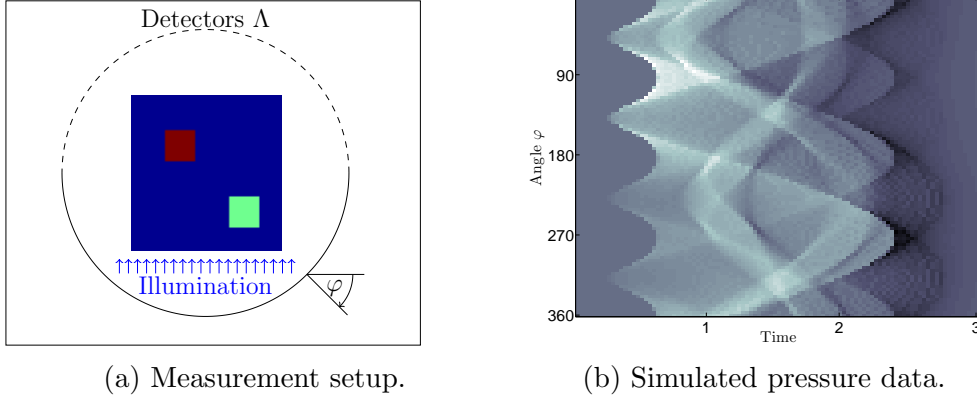 Detectors Λ
Illumination
φ
(a) Measurement setup.
90
180
270
360
Angle φ
1
2
3
Time
(b) Simulated pressure data.